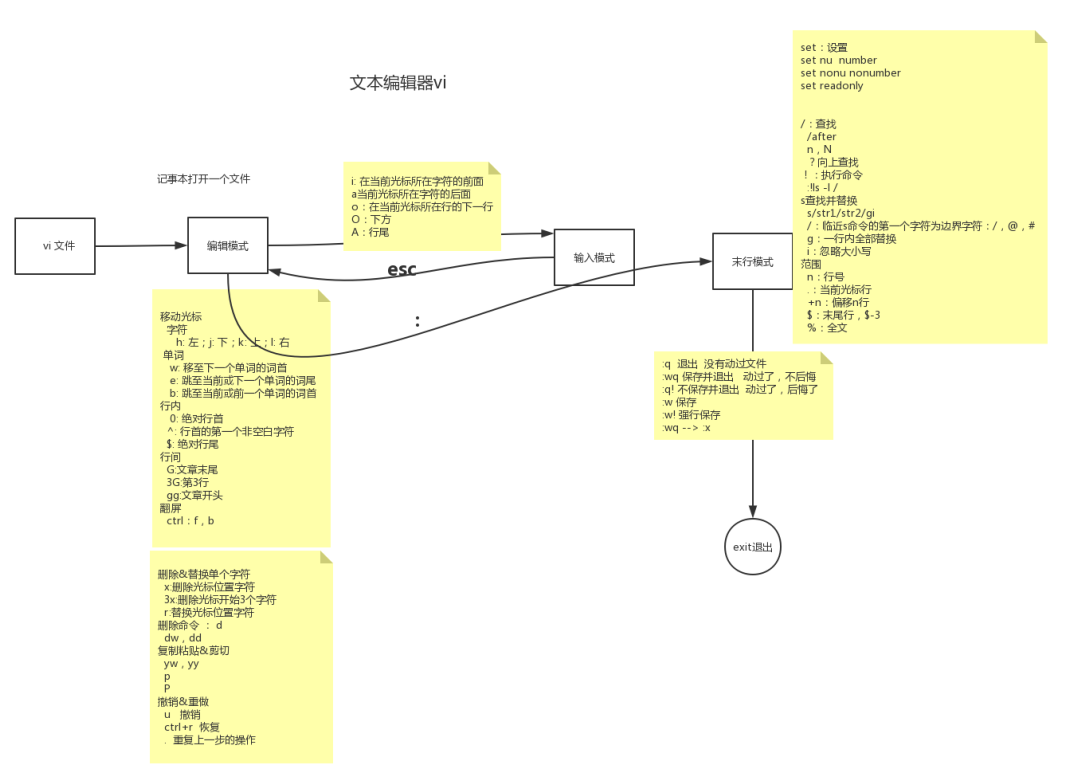 文本编辑器vi
记事本打开一个文件
vi 文件
编辑模式
i: 在当前光标所在字符的前面
a当前光标所在字符的后面
o：在当前光标所在行的下一行
O：下方
A：行尾
esc
:
输入模式
末行模式
set：设置
set nu  number
set nonu nonumber
set readonly
/：查找
/after
n，N
？向上查找
！：执行命令
:!ls -l /
s查找并替换
s/str1/str2/gi
/：临近s命令的第一个字符为边界字符：/，@，#
g：一行内全部替换
i：忽略大小写
范围
n：行号
.：当前光标行
+n：偏移n行
$：末尾行，$-3
%：全文
移动光标
字符
h: 左；j: 下；k: 上；l: 右
单词
w: 移至下一个单词的词首
e: 跳至当前或下一个单词的词尾
b: 跳至当前或前一个单词的词首
行内
0: 绝对行首
^: 行首的第一个非空白字符
$: 绝对行尾
行间
G:文章末尾
3G:第3行
gg:文章开头
翻屏
ctrl：f，b
:q  退出  没有动过文件
:wq 保存并退出   动过了，不后悔
:q! 不保存并退出  动过了，后悔了
:w 保存
:w! 强行保存
:wq --> :x
exit退出
删除&替换单个字符
x:删除光标位置字符
3x:删除光标开始3个字符
r:替换光标位置字符
删除命令 ： d
dw，dd
复制粘贴&剪切
yw，yy
p
P
撤销&重做
u   撤销
ctrl+r  恢复
.  重复上一步的操作